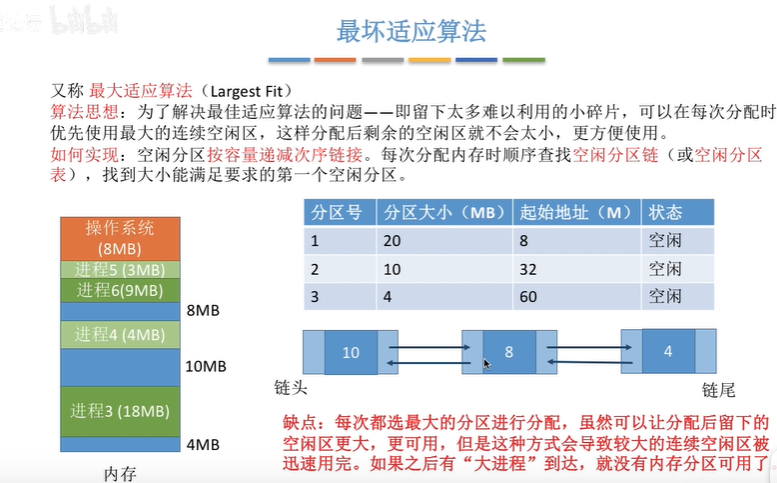 最坏适应算法
又称 最大适应算法（Largest Fit）
算法思想：为了解决最佳适应算法的问题——即留下太多难以利用的小碎片，可以在每次分配时
优先使用最大的连续空闲区，这样分配后剩余的空闲区就不会太小，更方便使用。
如何实现：空闲分区按容量递减次序链接。每次分配内存时顺序查找空闲分区链（或空闲分区
表），找到大小能满足要求的第一个空闲分区。
操作系统
(8MB)
进程5 (3MB)
进程6(9MB)
8MB
进程4 (4MB)
10MB
进程3 (18MB)
4MB
内存
分区号 分区大小（MB） 起始地址（M） 状态
1 20 8 空闲
2 10 32 空闲
3 4 60 空闲
10 8 4
链头
链尾
缺点：每次都选最大的分区进行分配，虽然可以让分配后留下的
空闲区更大，更可用，但是这种方式会导致较大的连续空闲区被
迅速用完。如果之后有“大进程”到达，就没有内存分区可用了